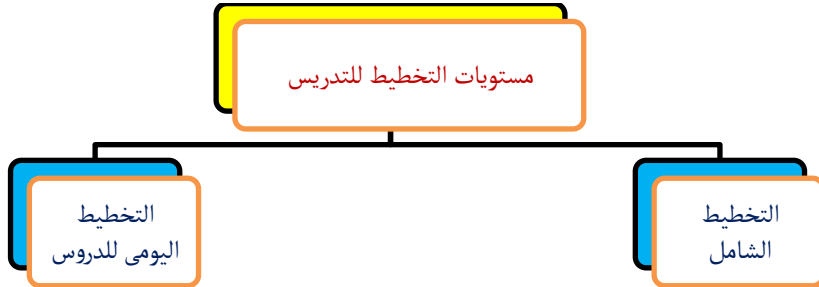 مستويات التخطيط للتدريس
التخطيط
الشامل
التخطيط
اليومى للدروس